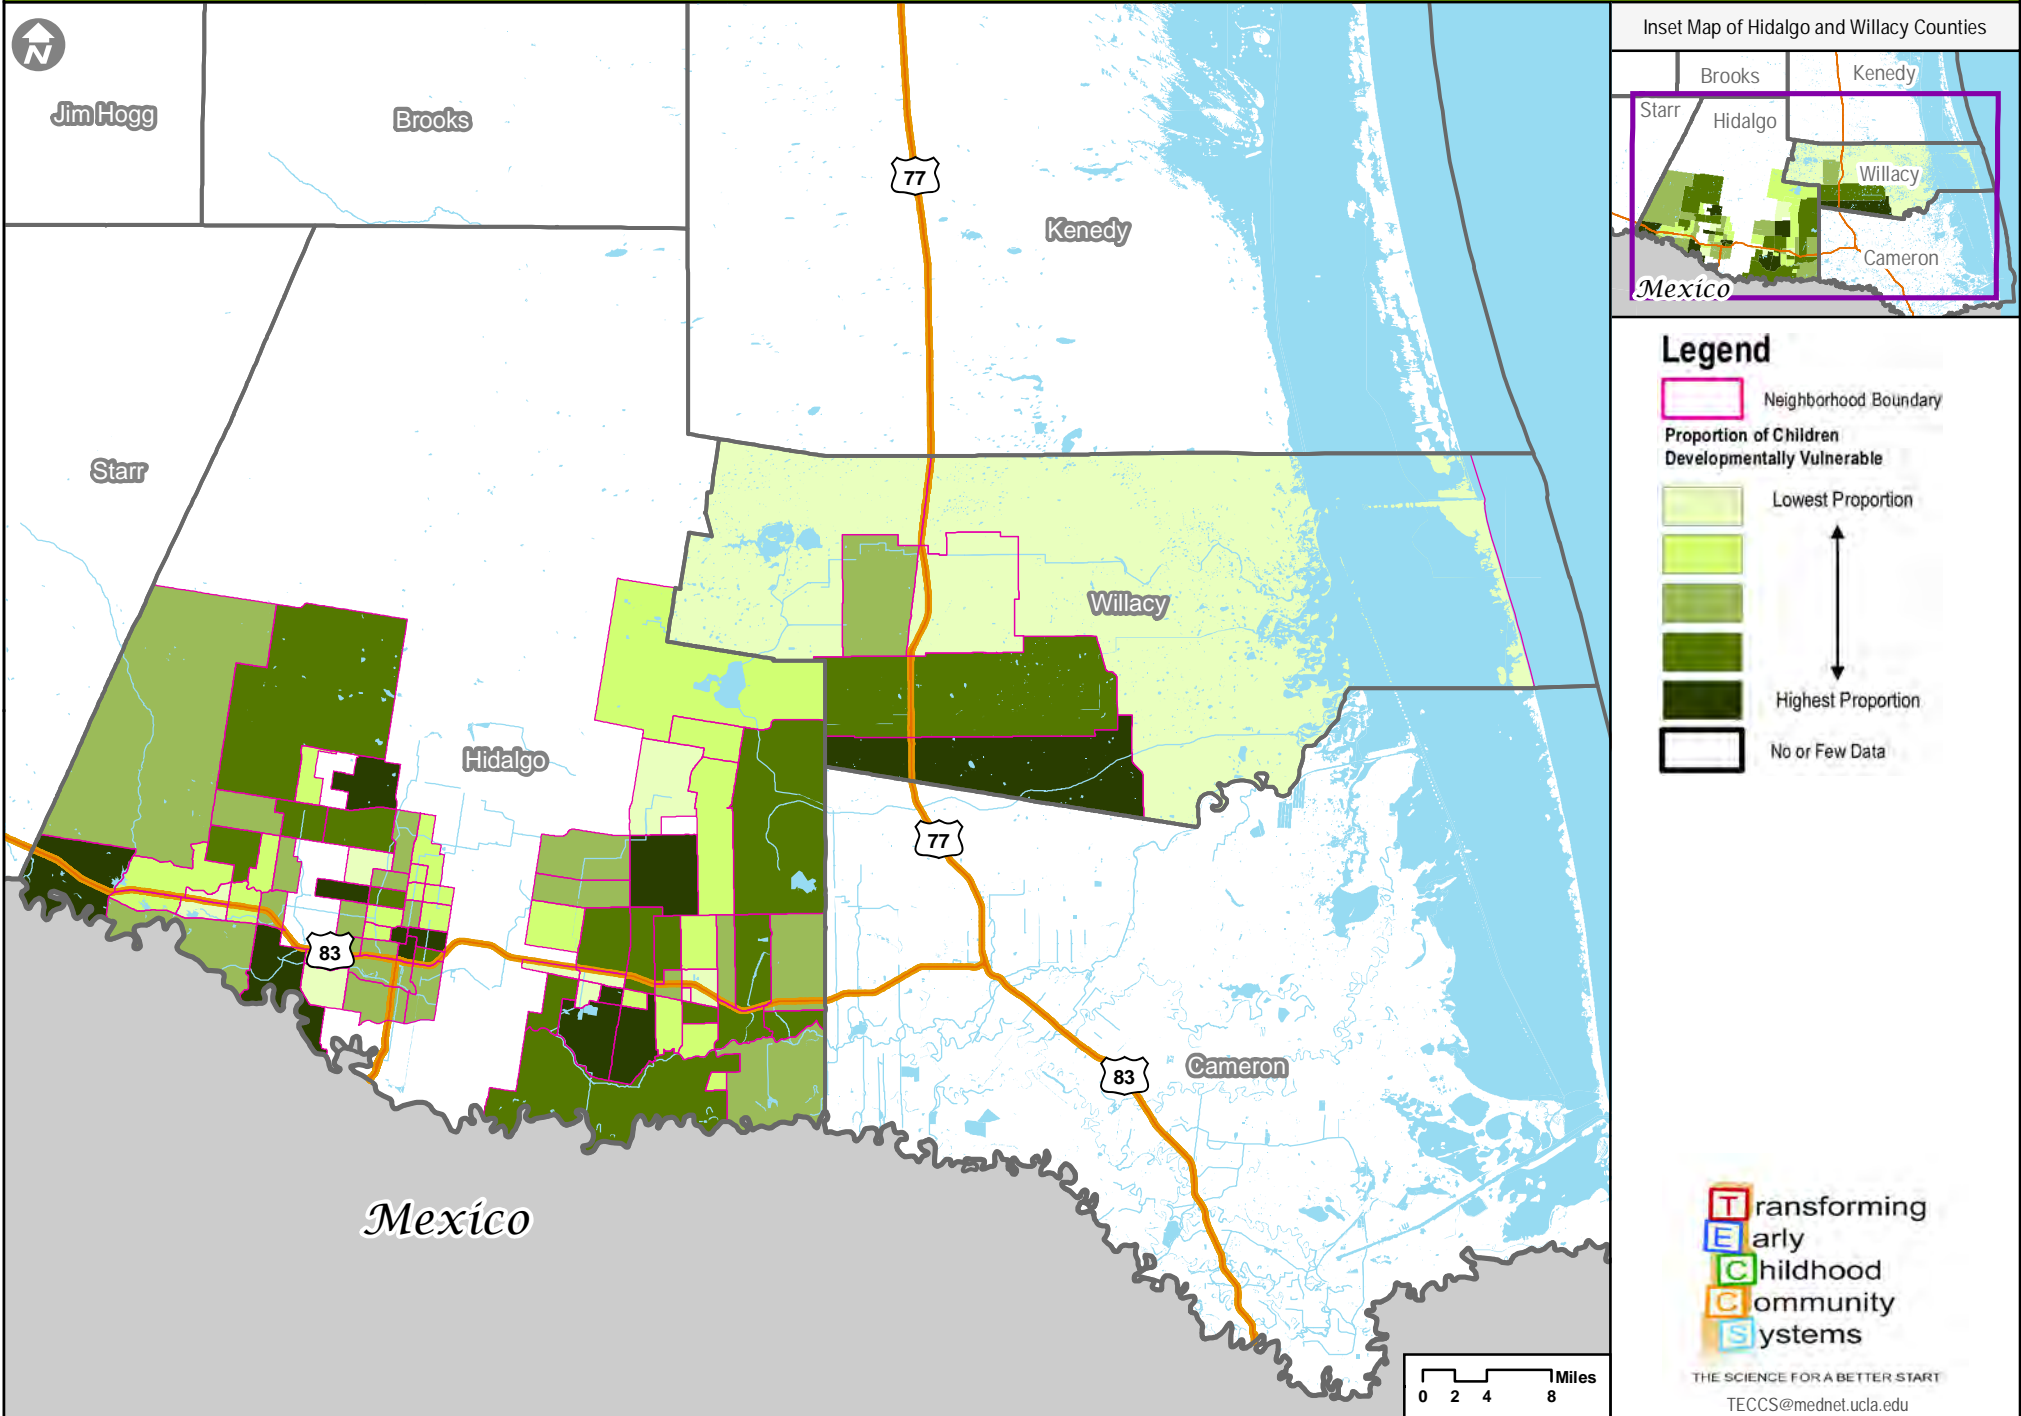 N
Jim Hogg
Brooks
77
Kenedy
Starr
Willacy
Hidalgo
77
83
83
Cameron
Mexico
0 2 4 8 Miles
Inset Map of Hidalgo and Willacy Counties
Brooks
Kenedy
Starr
Hidalgo
Willacy
Cameron
Mexico
Legend
Neighborhood Boundary
Proportion of Children
Developmentally Vulnerable
Lowest Proportion
Highest Proportion
No or Few Data
Transforming
Early
Childhood
Community
Systems
THE SCIENCE FOR A BETTER START
TECCS@mednet.ucla.edu